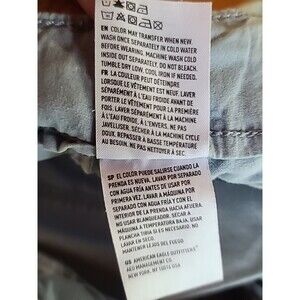 EN COLOR MAY TRANSFER WHEN NEW.
WASH ONCE SEPARATELY IN COLD WATER
BEFORE WEARING. MACHINE WASH COLD
INSIDE OUT SEPARATELY. DO NOT BLEACH.
TUMBLE DRY LOW. COOL IRON IF NEEDED.
FR LA COULEUR PEUT DÉTEINDRE
LORSQUE LE VÊTEMENT EST NEUF. LAVER
SÉPARÉMENT À L'EAU FROIDE AVANT DE
PORTER LE VÊTEMENT POUR LA PREMIÈRE
FOIS. LAVER SÉPARÉMENT À LA MACHINE
À L'EAU FROIDE À L'ENVERS. NE PAS
JAVELLISER. SÉCHER À LA MACHINE CYCLE
DOUX. REPASSER À BASSE TEMPÉRATURE
AU BESOIN. NE PAS NETTOYER À SEC.
SP EL COLOR PUEDE SALIRSE CUANDO LA
PRENDA ES NUEVA. LAVAR POR SEPARADO
CON AGUA FRÍA ANTES DE USAR POR
PRIMERA VEZ. LAVAR A MÁQUINA POR
SEPARADO CON AGUA FRÍA CON EL
INTERIOR DE LA PRENDA HACIA AFUERA.
NO USAR BLANQUEADOR. SECAR A
MÁQUINA A TEMPERATURA BAJA. USAR
PLANCHA TIBIA SI ES NECESARIO. NO
LAVAR EN SECO.
MANTENER LEJOS DEL FUEGO
US AMERICAN EAGLE OUTFITTERS
AEO MANAGEMENT CO.
NEW YORK, NY 10016 USA